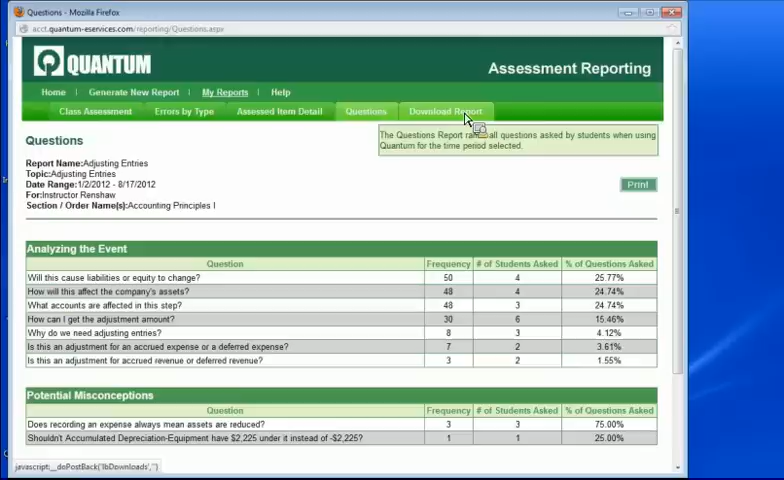 Questions - Mozilla Firefox
acct.quantum-eservices.com/reporting/Questions.aspx
QUANTUM
Assessment Reporting
Home | Generate New Report | My Reports | Help
Class Assessment Errors by Type Assessed Item Detail Questions Download Report
The Questions Report all questions asked by students when using
Quantum for the time period selected.
Questions
Report Name:Adjusting Entries
Topic:Adjusting Entries
Date Range:1/2/2012 - 8/17/2012
For:Instructor Renshaw
Section / Order Name(s):Accounting Principles I
Print
Analyzing the Event
Question Frequency # of Students Asked % of Questions Asked
Will this cause liabilities or equity to change? 50 4 25.77%
How will this affect the company's assets? 48 4 24.74%
What accounts are affected in this step? 48 3 24.74%
How can I get the adjustment amount? 30 6 15.46%
Why do we need adjusting entries? 8 3 4.12%
Is this an adjustment for an accrued expense or a deferred expense? 7 2 3.61%
Is this an adjustment for accrued revenue or deferred revenue? 3 2 1.55%
Potential Misconceptions
Question Frequency # of Students Asked % of Questions Asked
Does recording an expense always mean assets are reduced? 3 3 75.00%
Shouldn't Accumulated Depreciation-Equipment have $2,225 under it instead of -$2,225? 1 1 25.00%
javascript:__doPostBack('lbDownloads','')